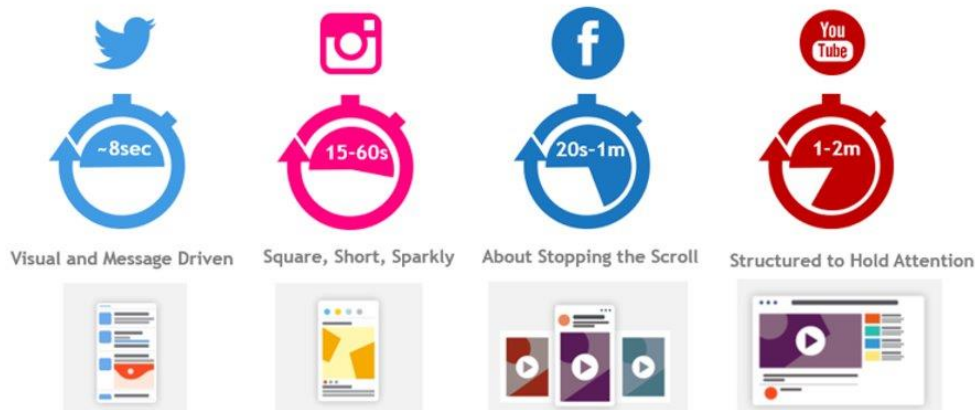 You
Tube
~8sec
15-60s
20s-1m
1-2m
Visual and Message Driven
Square, Short, Sparkly
About Stopping the Scroll
Structured to Hold Attention